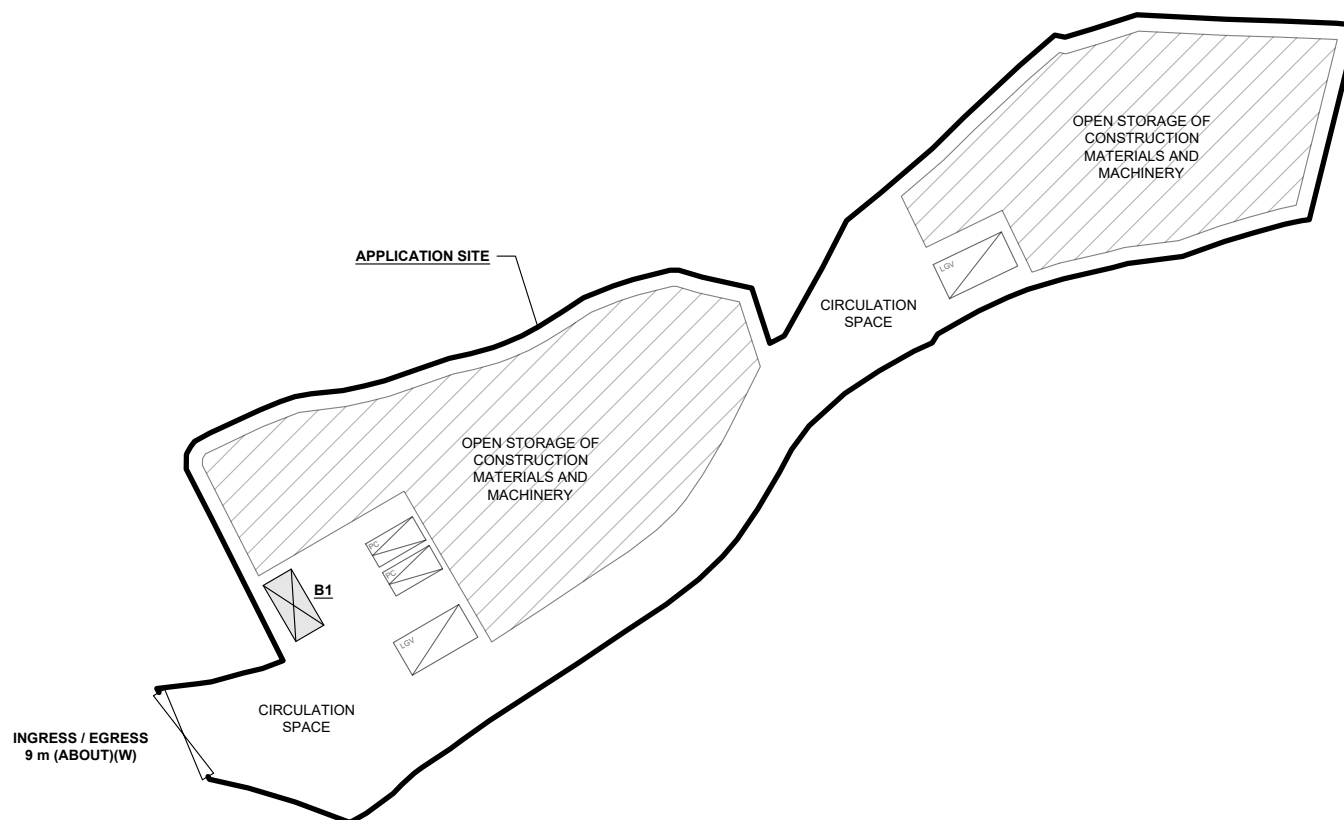 OPEN STORAGE OF
CONSTRUCTION
MATERIALS AND
MACHINERY
LGV
APPLICATION SITE
CIRCULATION
SPACE
OPEN STORAGE OF
CONSTRUCTION
MATERIALS AND
MACHINERY
PC
PC
B1
LGV
CIRCULATION
SPACE
INGRESS / EGRESS
9 m (ABOUT)(W)